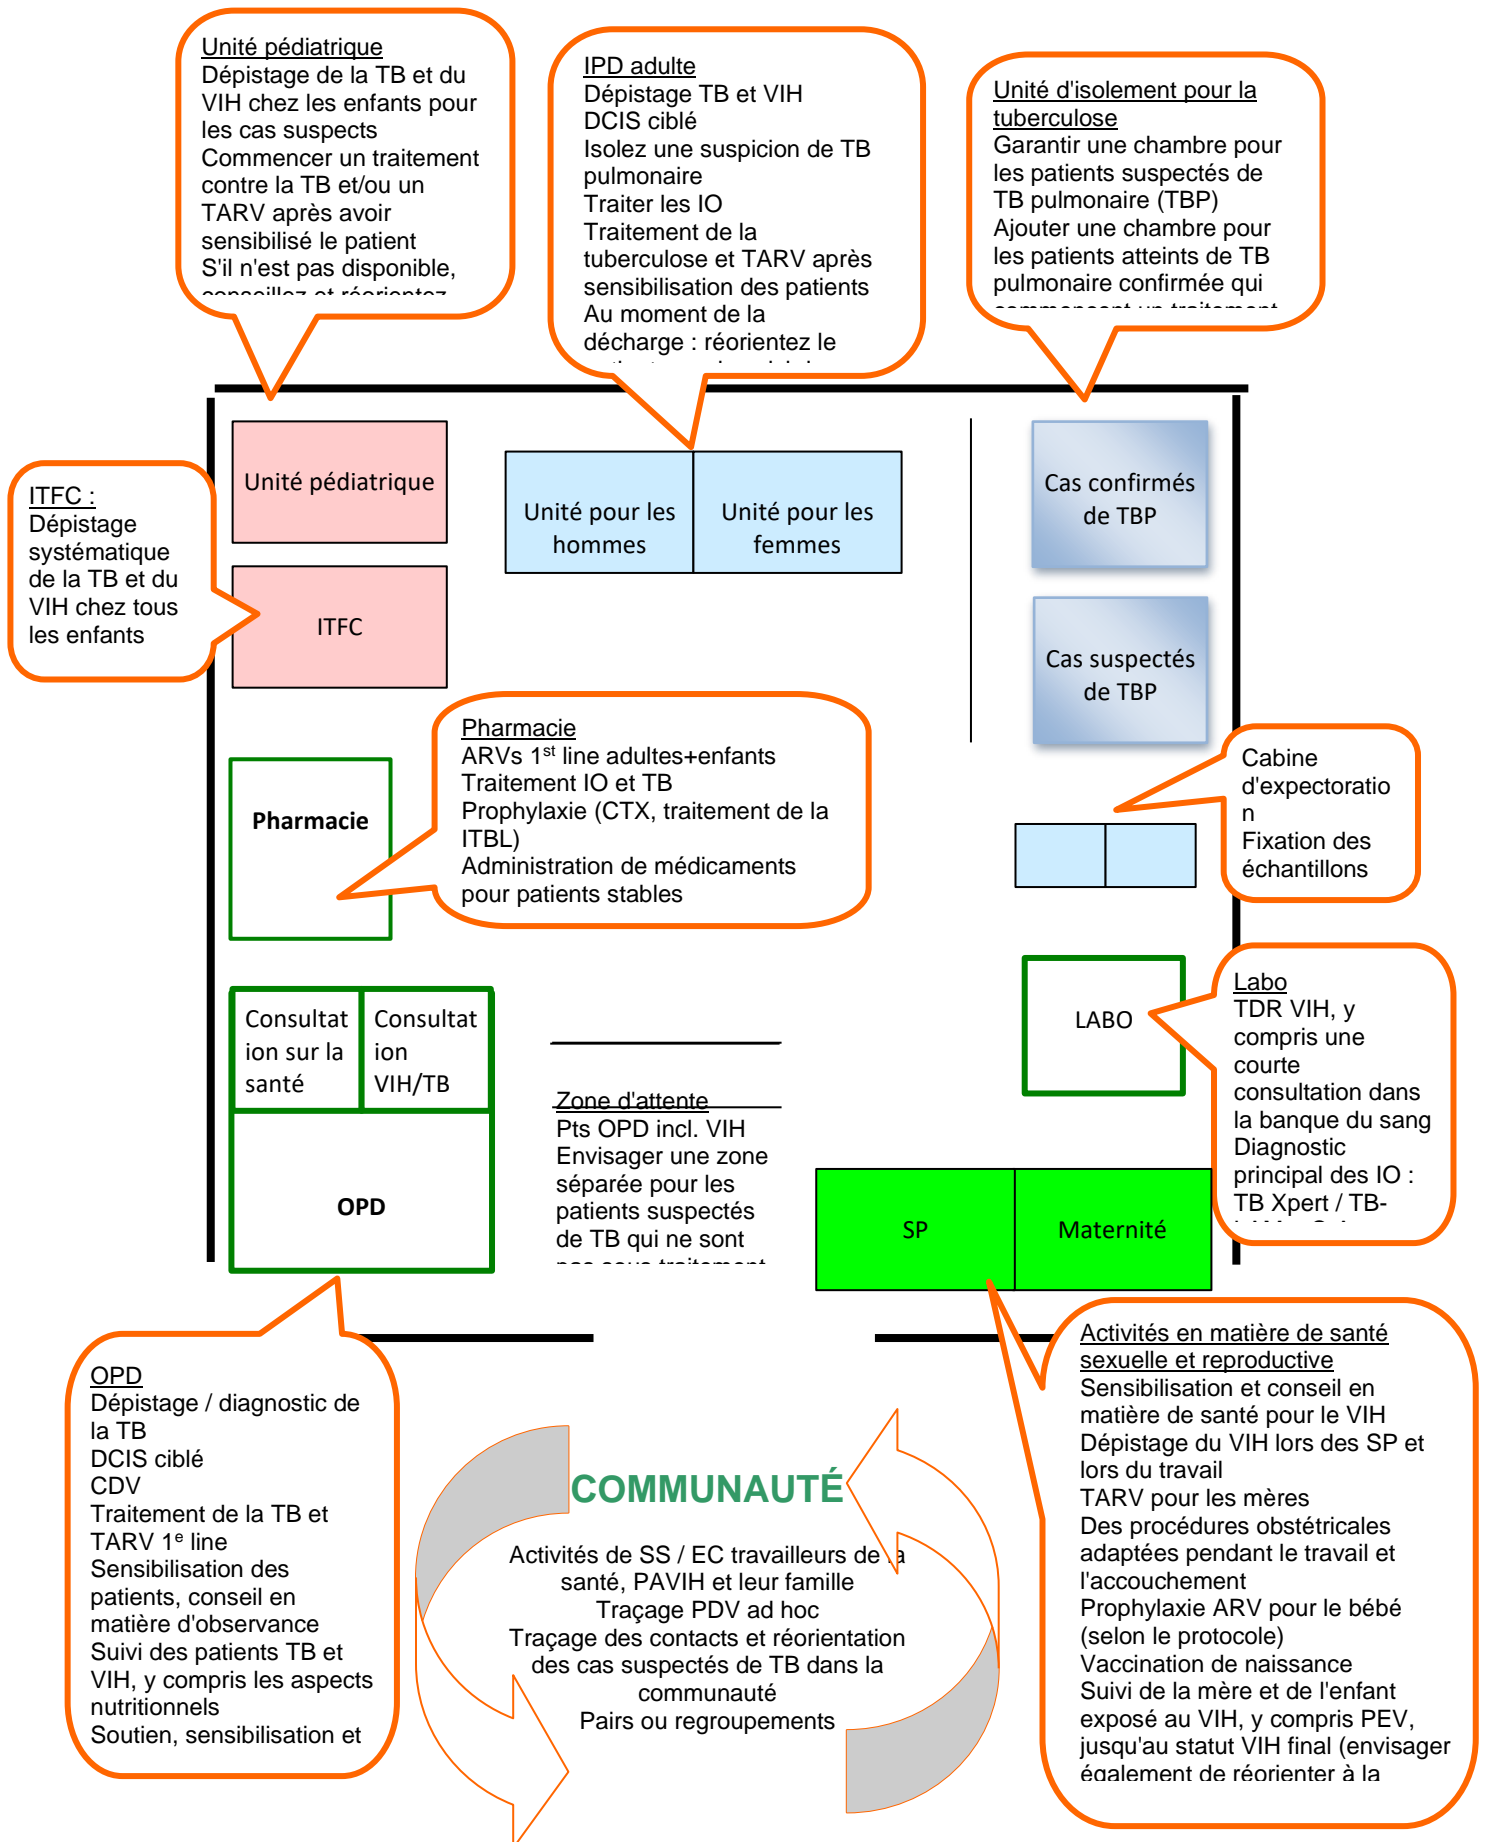 Unité pédiatrique
Dépistage de la TB et du
VIH chez les enfants pour
les cas suspects
Commencer un traitement
contre la TB et/ou un
TARV après avoir
sensibilisé le patient
S'il n'est pas disponible,
conseillez et réorientez
IPD adulte
Dépistage TB et VIH
DCIS ciblé
Isolez une suspicion de TB
pulmonaire
Traiter les IO
Traitement de la
tuberculose et TARV après
sensibilisation des patients
Au moment de la
décharge : réorientez le
Unité d'isolement pour la
tuberculose
Garantir une chambre pour
les patients suspectés de
TB pulmonaire (TBP)
Ajouter une chambre pour
les patients atteints de TB
pulmonaire confirmée qui
commencent un traitement
ITFC :
Dépistage
systématique
de la TB et du
VIH chez tous
les enfants
Unité pédiatrique
ITFC
Unité pour les
hommes
Unité pour les
femmes
Cas confirmés
de TBP
Cas suspectés
de TBP
Pharmacie
Pharmacie
ARVs 1st line adultes+enfants
Traitement IO et TB
Prophylaxie (CTX, traitement de la
ITBL)
Administration de médicaments
pour patients stables
Cabine
d'expectoratio
n
Fixation des
échantillons
Consultat
ion sur la
santé
Consultat
ion
VIH/TB
OPD
Zone d'attente
Pts OPD incl. VIH
Envisager une zone
séparée pour les
patients suspectés
de TB qui ne sont
pas sous traitement
LABO
Labo
TDR VIH, y
compris une
courte
consultation dans
la banque du sang
Diagnostic
principal des IO :
TB Xpert / TB-
SP
Maternité
OPD
Dépistage / diagnostic de
la TB
DCIS ciblé
CDV
Traitement de la TB et
TARV 1e line
Sensibilisation des
patients, conseil en
matière d'observance
Suivi des patients TB et
VIH, y compris les aspects
nutritionnels
Soutien, sensibilisation et
COMMUNAUTÉ
Activités de SS / EC travailleurs de la
santé, PAVIH et leur famille
Traçage PDV ad hoc
Traçage des contacts et réorientation
des cas suspectés de TB dans la
communauté
Pairs ou regroupements
Activités en matière de santé
sexuelle et reproductive
Sensibilisation et conseil en
matière de santé pour le VIH
Dépistage du VIH lors des SP et
lors du travail
TARV pour les mères
Des procédures obstétricales
adaptées pendant le travail et
l'accouchement
Prophylaxie ARV pour le bébé
(selon le protocole)
Vaccination de naissance
Suivi de la mère et de l'enfant
exposé au VIH, y compris PEV,
jusqu'au statut VIH final (envisager
également de réorienter à la